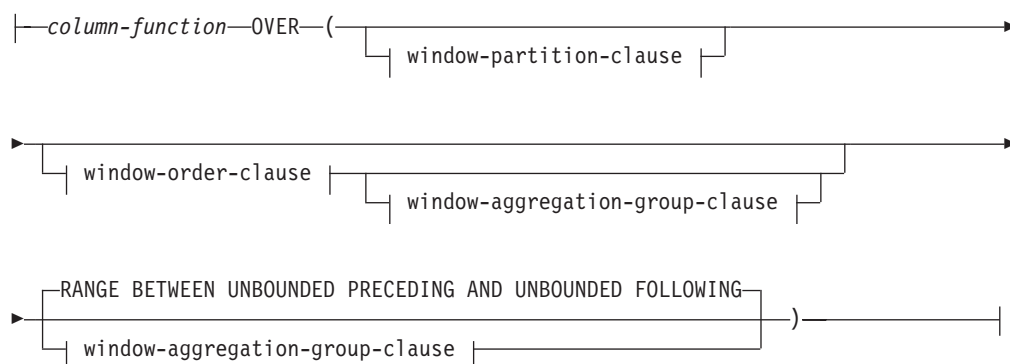 column-function OVER (
window-partition-clause
window-order-clause
window-aggregation-group-clause
RANGE BETWEEN UNBOUNDED PRECEDING AND UNBOUNDED FOLLOWING
)
window-aggregation-group-clause